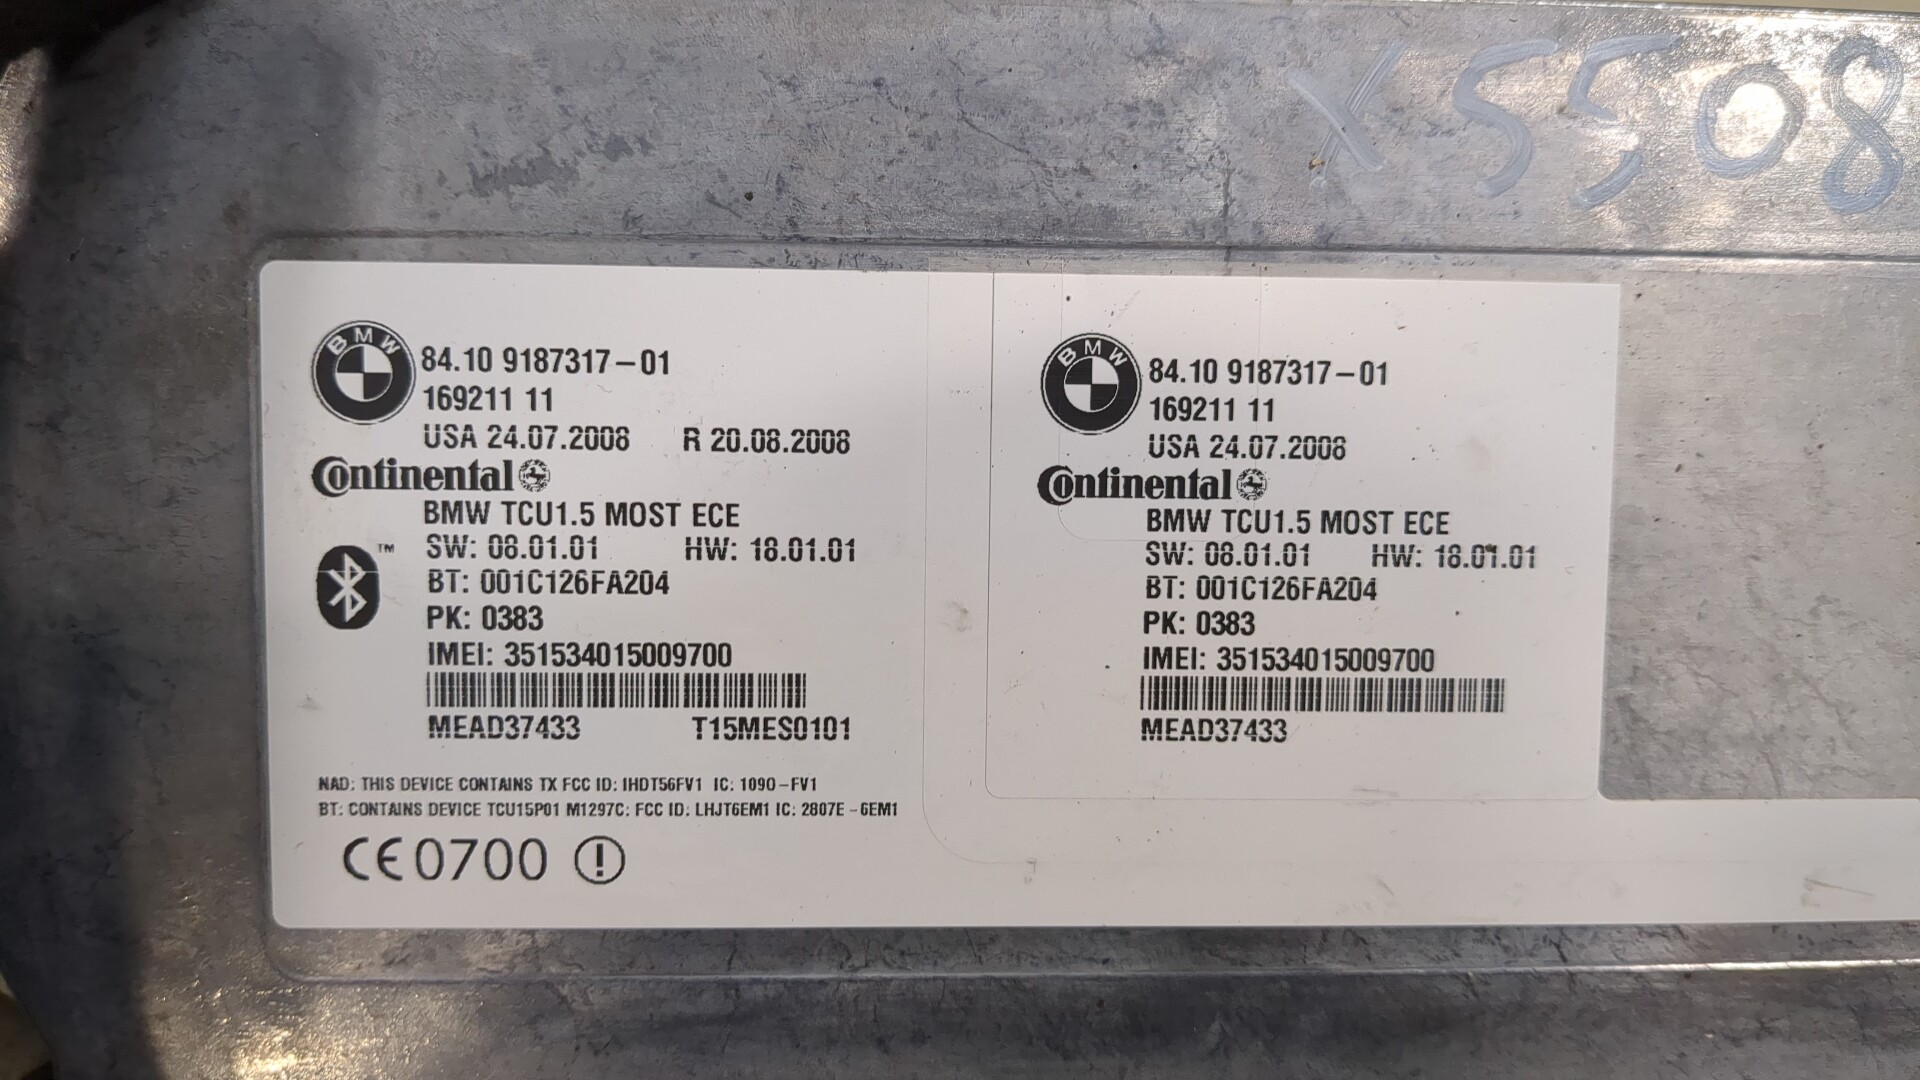 X5508
BMW
84.10 9187317-01
169211 11
USA 24.07.2008 R 20.08.2008
Continental
BMW TCU1.5 MOST ECE
TM
SW: 08.01.01 HW: 18.01.01
BT: 001C126FA204
PK: 0383
IMEI: 351534015009700
MEAD37433 T15MES0101
NAD: THIS DEVICE CONTAINS TX FCC ID: IHDT56FV1 IC: 1090-FV1
BT: CONTAINS DEVICE TCU15P01 M1297C: FCC ID: LHJT6EM1 IC: 2807E-6EM1
CE0700
BMW
84.10 9187317-01
169211 11
USA 24.07.2008
Continental
BMW TCU1.5 MOST ECE
SW: 08.01.01 HW: 18.01.01
BT: 001C126FA204
PK: 0383
IMEI: 351534015009700
MEAD37433